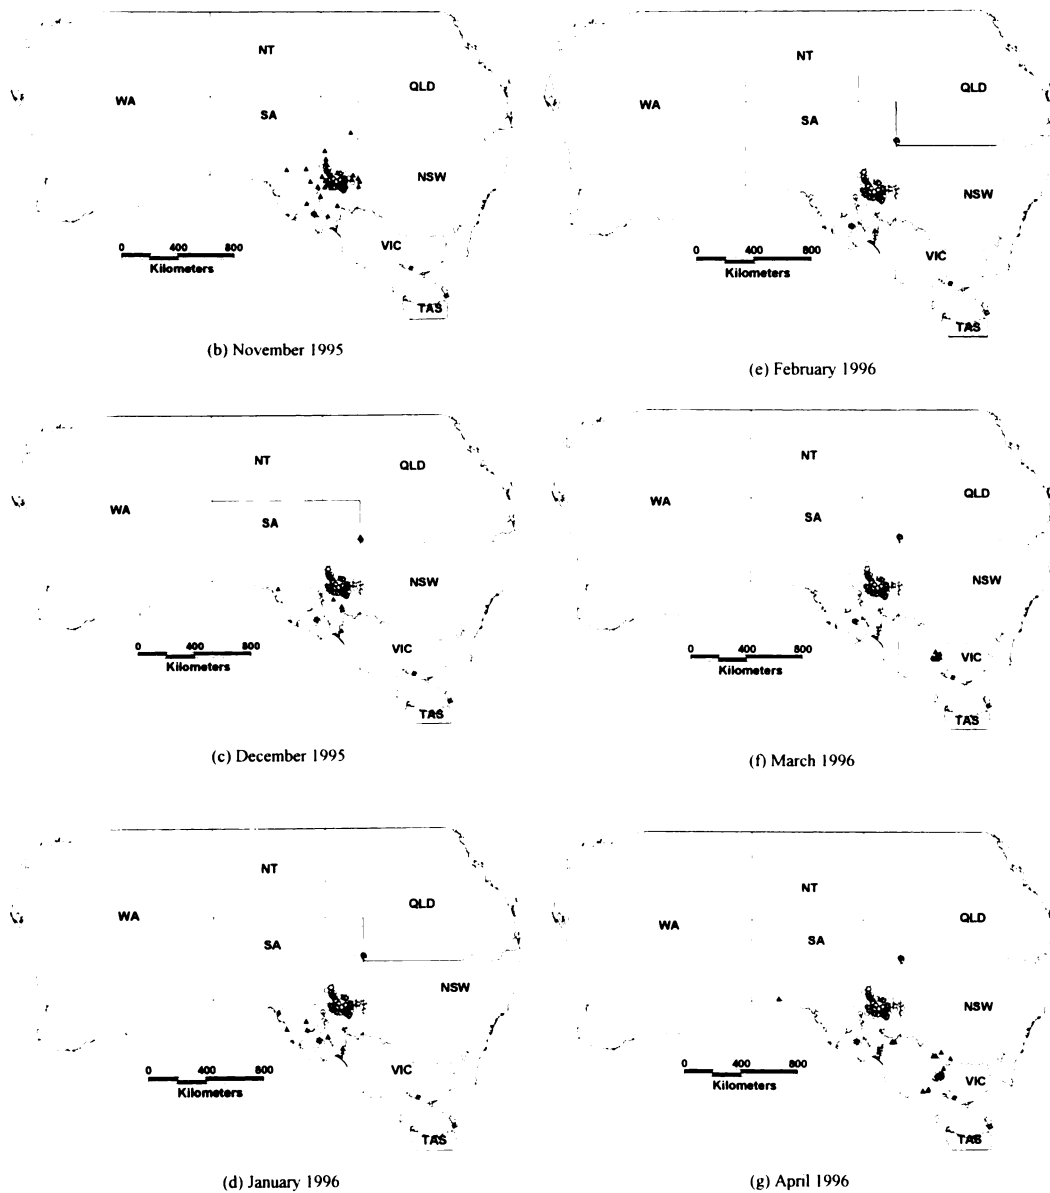 NT
QLD
WA
SA
NSW
0 400 800
Kilometers
VIC
TAS
(b) November 1995
NT
QLD
WA
SA
NSW
0 400 800
Kilometers
VIC
TAS
(c) December 1995
NT
QLD
WA
SA
NSW
0 400 800
Kilometers
VIC
TAS
(d) January 1996
NT
QLD
WA
SA
NSW
0 400 800
Kilometers
VIC
TAS
(e) February 1996
NT
QLD
WA
SA
NSW
0 400 800
Kilometers
VIC
TAS
(f) March 1996
NT
QLD
WA
SA
NSW
0 400 800
Kilometers
VIC
TAS
(g) April 1996